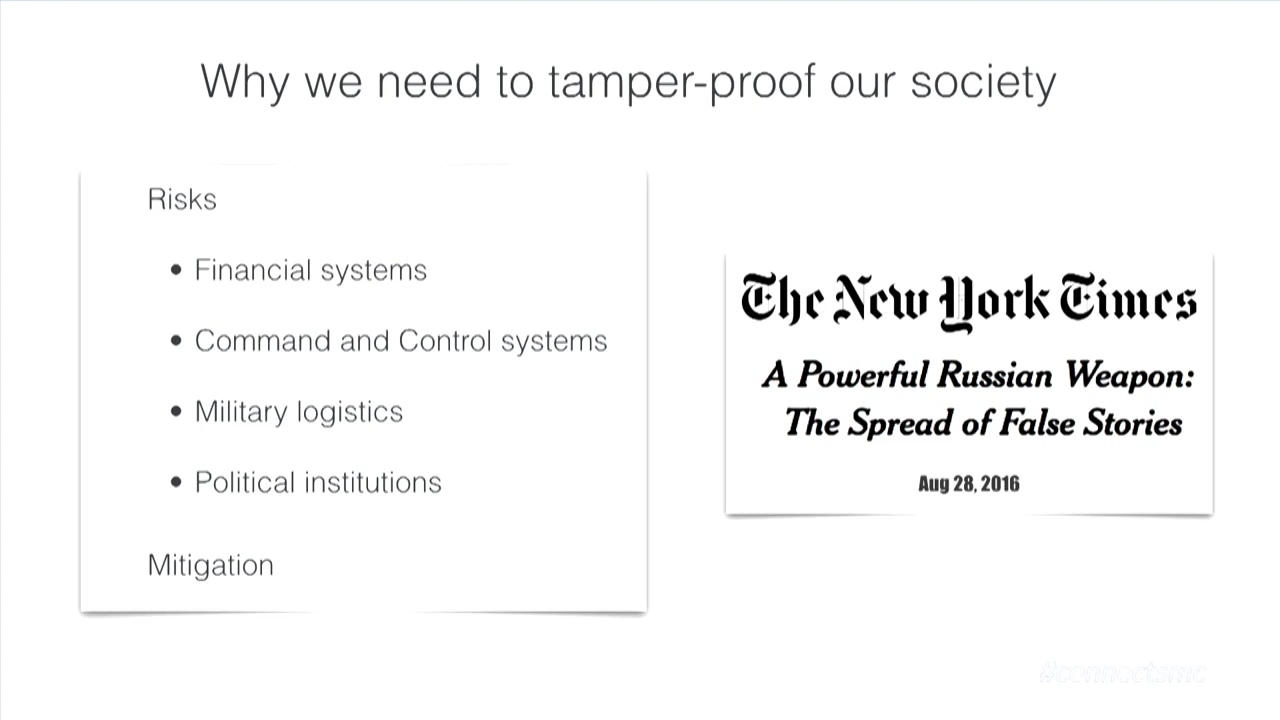 Why we need to tamper-proof our society
Risks
• Financial systems
• Command and Control systems
• Military logistics
• Political institutions
Mitigation
The New York Times
A Powerful Russian Weapon:
The Spread of False Stories
Aug 28, 2016
#connectsmc